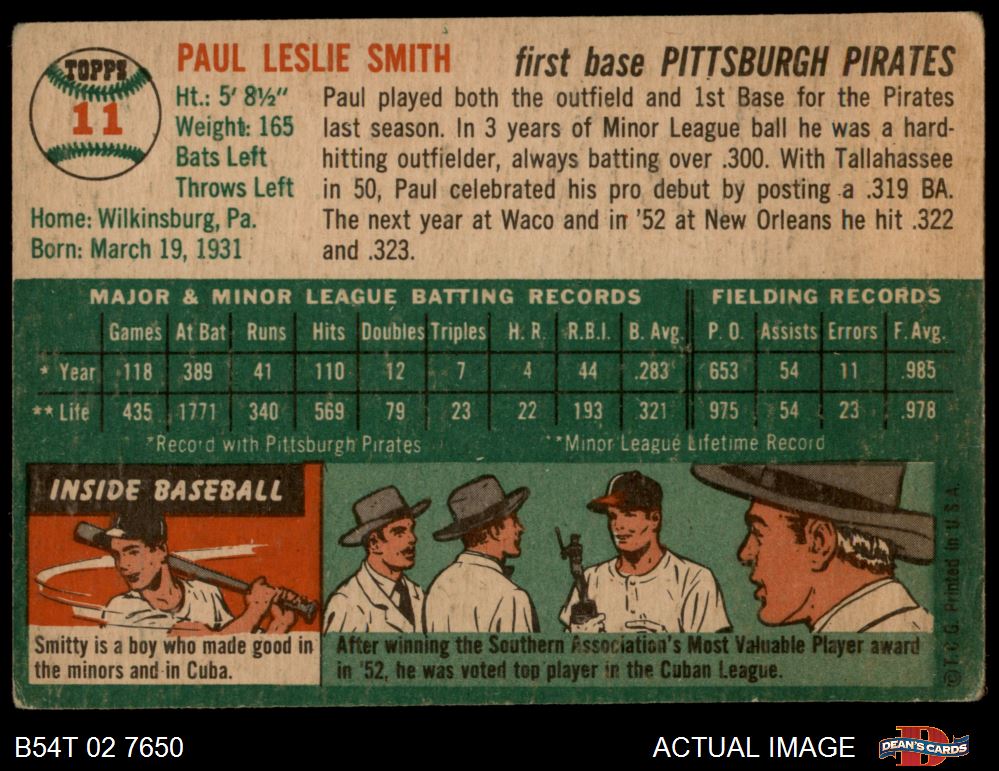 TOPPS
11
PAUL LESLIE SMITH first base PITTSBURGH PIRATES
Ht.: 5' 8½"
Weight: 165
Bats Left
Throws Left
Home: Wilkinsburg, Pa.
Born: March 19, 1931
Paul played both the outfield and 1st Base for the Pirates
last season. In 3 years of Minor League ball he was a hard-
hitting outfielder, always batting over .300. With Tallahassee
in 50, Paul celebrated his pro debut by posting a .319 BA.
The next year at Waco and in '52 at New Orleans he hit .322
and .323.
MAJOR & MINOR LEAGUE BATTING RECORDS FIELDING RECORDS
Games At Bat Runs Hits Doubles Triples H. R. R.B.I. B. Avg. P. O. Assists Errors F. Avg.
* Year 118 389 41 110 12 7 4 44 .283 653 54 11 .985
** Life 435 1771 340 569 79 23 22 193 .321 975 54 23 .978
*Record with Pittsburgh Pirates **Minor League Lifetime Record
INSIDE BASEBALL
Smitty is a boy who made good in
the minors and in Cuba.
After winning the Southern Association's Most Valuable Player award
in '52, he was voted top player in the Cuban League.
© T. C. G. Printed in U.S.A.
B54T 02 7650 ACTUAL IMAGE DEAN'S CARDS